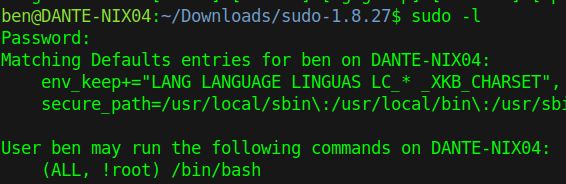 ben@DANTE-NIX04:~/Downloads/sudo-1.8.27$ sudo -l
Password:
Matching Defaults entries for ben on DANTE-NIX04:
env_keep+="LANG LANGUAGE LINGUAS LC_* _XKB_CHARSET",
secure_path=/usr/local/sbin\:/usr/local/bin\:/usr/sbi
User ben may run the following commands on DANTE-NIX04:
(ALL, !root) /bin/bash